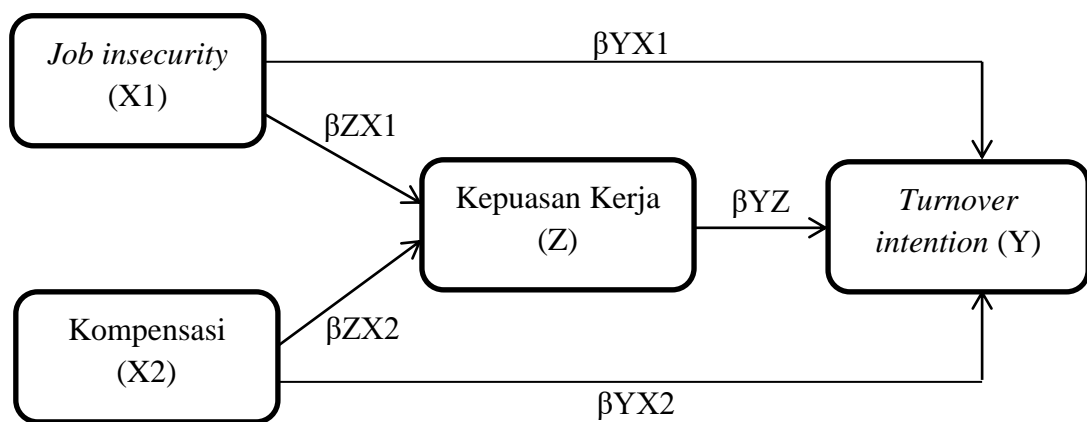 Job insecurity
(X1)
βYX1
βZX1
Kepuasan Kerja
(Z)
βYZ
Turnover
intention (Y)
Kompensasi
(X2)
βZX2
βYX2